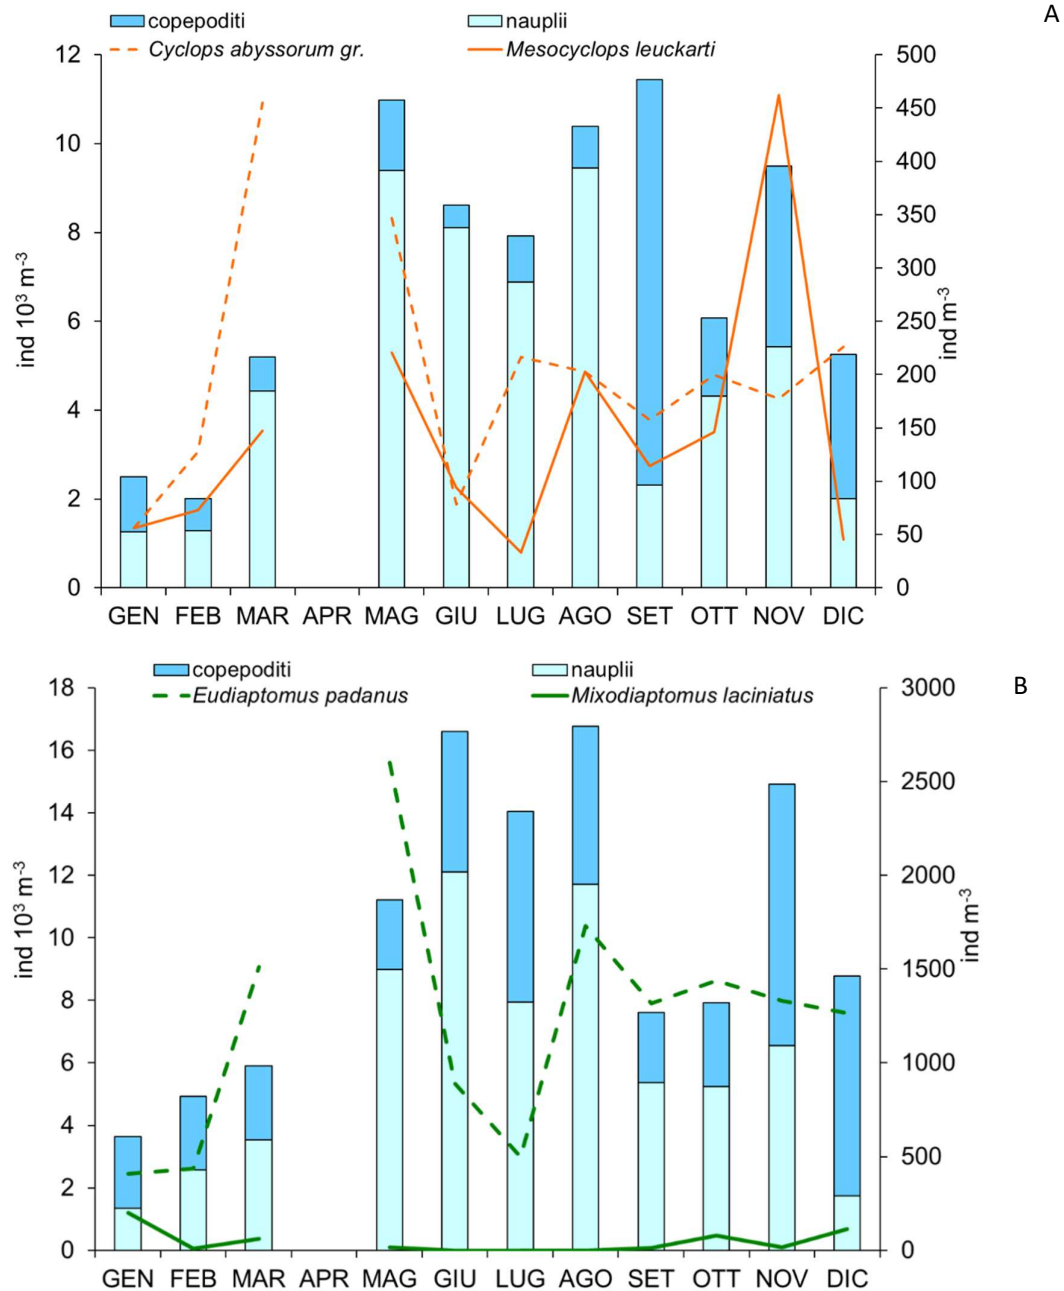 A
copepoditi nauplii
Cyclops abyssorum gr. Mesocyclops leuckarti
12 500
450
10 400
350
8 300
6 250
200
4 150
100
2 50
0 0
ind 10³ m⁻³
ind m⁻³
GEN FEB MAR APR MAG GIU LUG AGO SET OTT NOV DIC
B
copepoditi nauplii
Eudiaptomus padanus Mixodiaptomus laciniatus
18 3000
16
2500
14
12 2000
10
1500
8
6 1000
4
500
2
0 0
ind 10³ m⁻³
ind m⁻³
GEN FEB MAR APR MAG GIU LUG AGO SET OTT NOV DIC